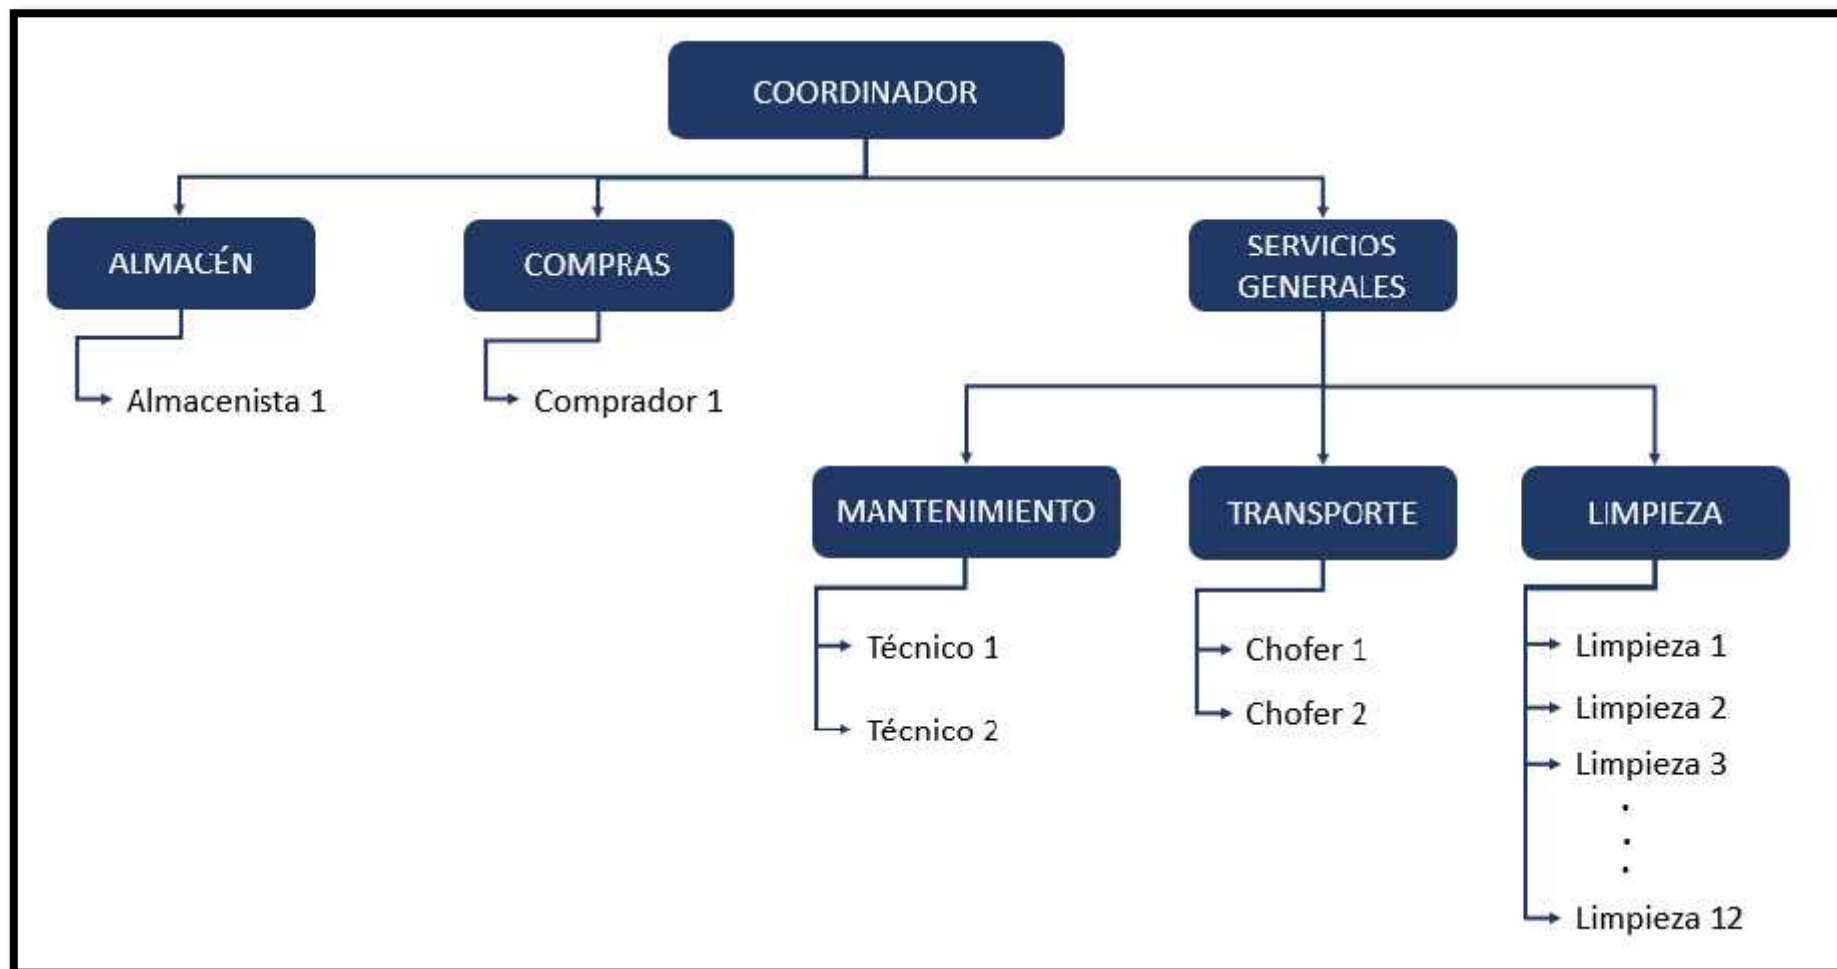 COORDINADOR
ALMACÉN
COMPRAS
SERVICIOS
GENERALES
Almacenista 1
Comprador 1
MANTENIMIENTO
TRANSPORTE
LIMPIEZA
Técnico 1
Técnico 2
Chofer 1
Chofer 2
Limpieza 1
Limpieza 2
Limpieza 3
.
.
.
Limpieza 12